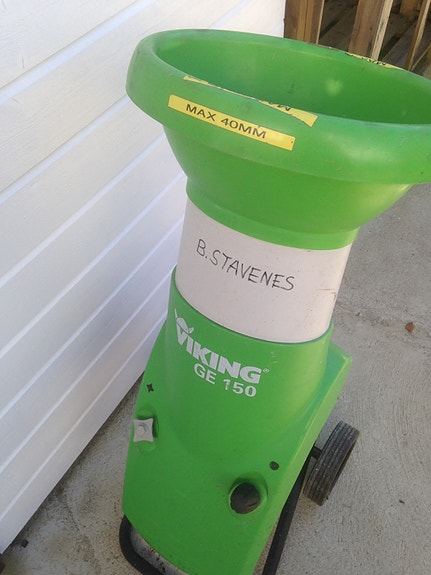 MAX 40MM
B. STAVENES
VIKING®
GE 150